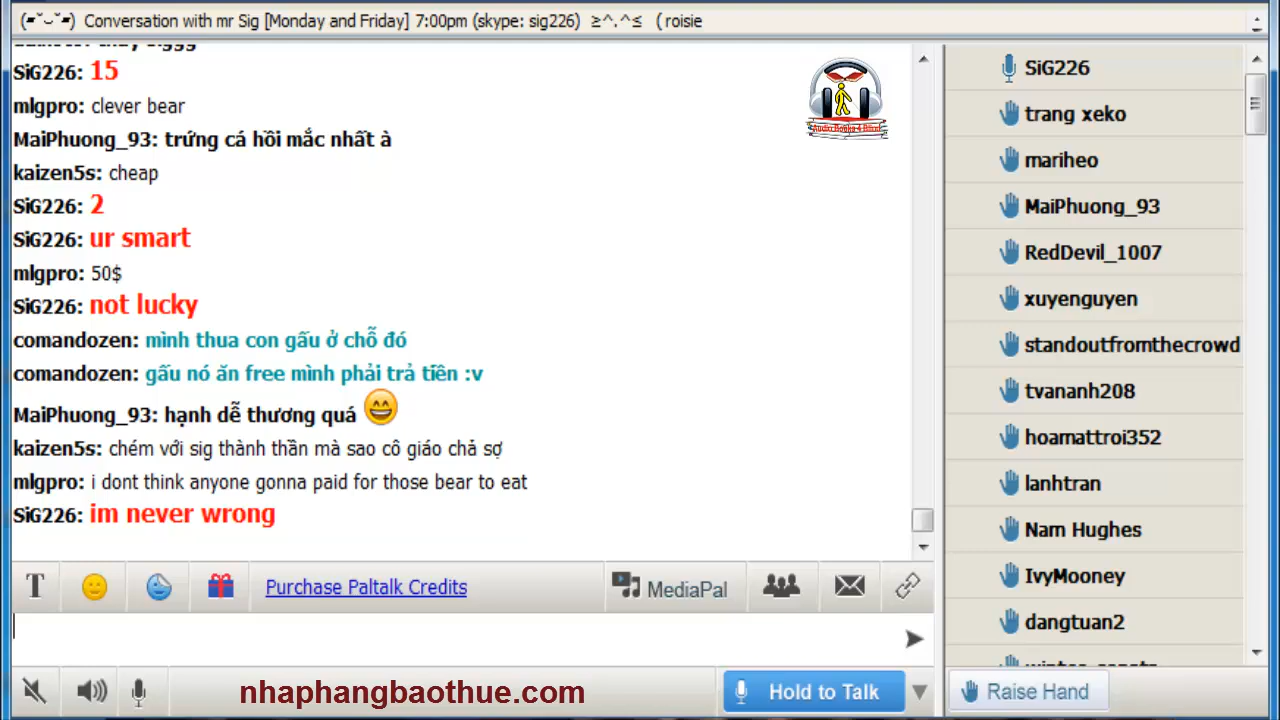 Conversation with mr Sig [Monday and Friday] 7:00pm (skype: sig226) ≥^.^≤ ( roisie
SiG226: 15
mlgpro: clever bear
MaiPhuong_93: trứng cá hồi mắc nhất à
kaizen5s: cheap
SiG226: 2
SiG226: ur smart
mlgpro: 50$
SiG226: not lucky
comandozen: mình thua con gấu ở chỗ đó
comandozen: gấu nó ăn free mình phải trả tiền :v
MaiPhuong_93: hạnh dễ thương quá
kaizen5s: chém với sig thành thần mà sao cô giáo chả sợ
mlgpro: i dont think anyone gonna paid for those bear to eat
SiG226: im never wrong
Audio Books 4 Blind
SiG226
trang xeko
mariheo
MaiPhuong_93
RedDevil_1007
xuyenguyen
standoutfromthecrowd
tvananh208
hoamattroi352
lanhtran
Nam Hughes
IvyMooney
dangtuan2
T
Purchase Paltalk Credits
MediaPal
nhaphangbaothue.com
Hold to Talk
Raise Hand